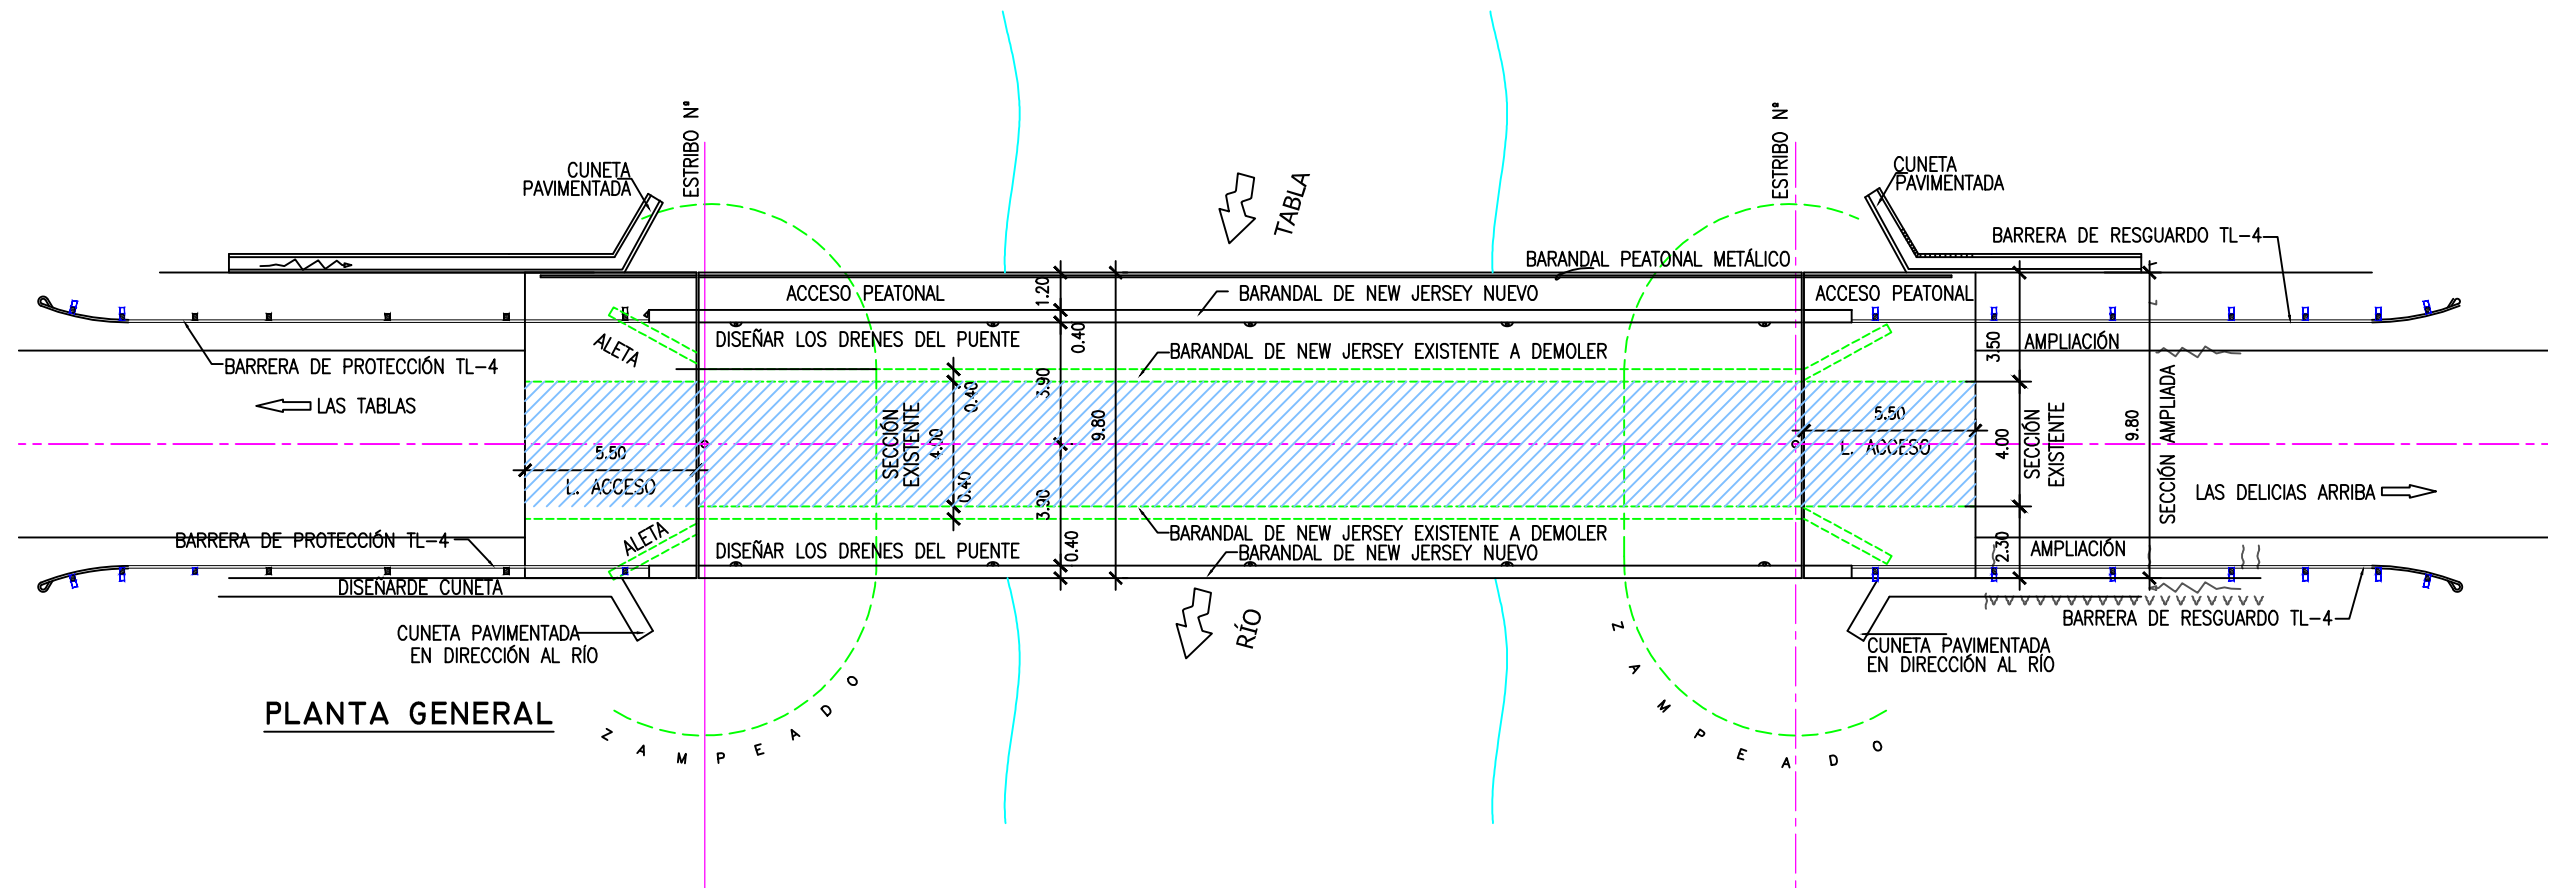 ESTRIBO Nº
ESTRIBO Nº
CUNETA
PAVIMENTADA
CUNETA
PAVIMENTADA
TABLA
BARRERA DE RESGUARDO TL-4
BARANDAL PEATONAL METÁLICO
ACCESO PEATONAL
1.20
BARANDAL DE NEW JERSEY NUEVO
ACCESO PEATONAL
DISEÑAR LOS DRENES DEL PUENTE
0.40
ALETA
BARANDAL DE NEW JERSEY EXISTENTE A DEMOLER
3.50
AMPLIACIÓN
BARRERA DE PROTECCIÓN TL-4
LAS TABLAS
0.40
3.90
9.80
SECCIÓN
EXISTENTE
4.00
5.50
L. ACCESO
5.50
L. ACCESO
4.00
SECCIÓN
EXISTENTE
9.80
SECCIÓN AMPLIADA
0.40
3.90
LAS DELICIAS ARRIBA
ALETA
BARRERA DE PROTECCIÓN TL-4
DISEÑAR LOS DRENES DEL PUENTE
0.40
BARANDAL DE NEW JERSEY EXISTENTE A DEMOLER
BARANDAL DE NEW JERSEY NUEVO
2.30
AMPLIACIÓN
DISEÑARDE CUNETA
RÍO
BARRERA DE RESGUARDO TL-4
CUNETA PAVIMENTADA
EN DIRECCIÓN AL RÍO
CUNETA PAVIMENTADA
EN DIRECCIÓN AL RÍO
ZAMPEADO
ZAMPEADO
PLANTA GENERAL